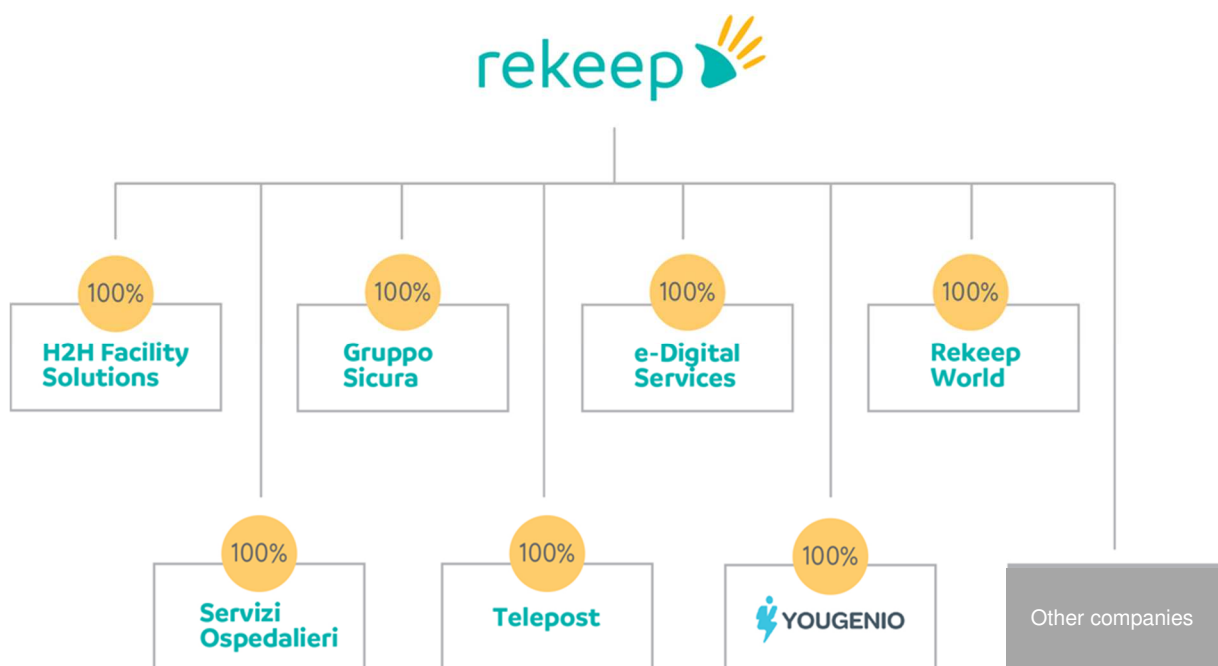 rekeep
100%
100%
100%
100%
H2H Facility
Solutions
Gruppo
Sicura
e-Digital
Services
Rekeep
World
100%
100%
100%
Servizi
Ospedalieri
Telepost
YOUGENIO
Other companies